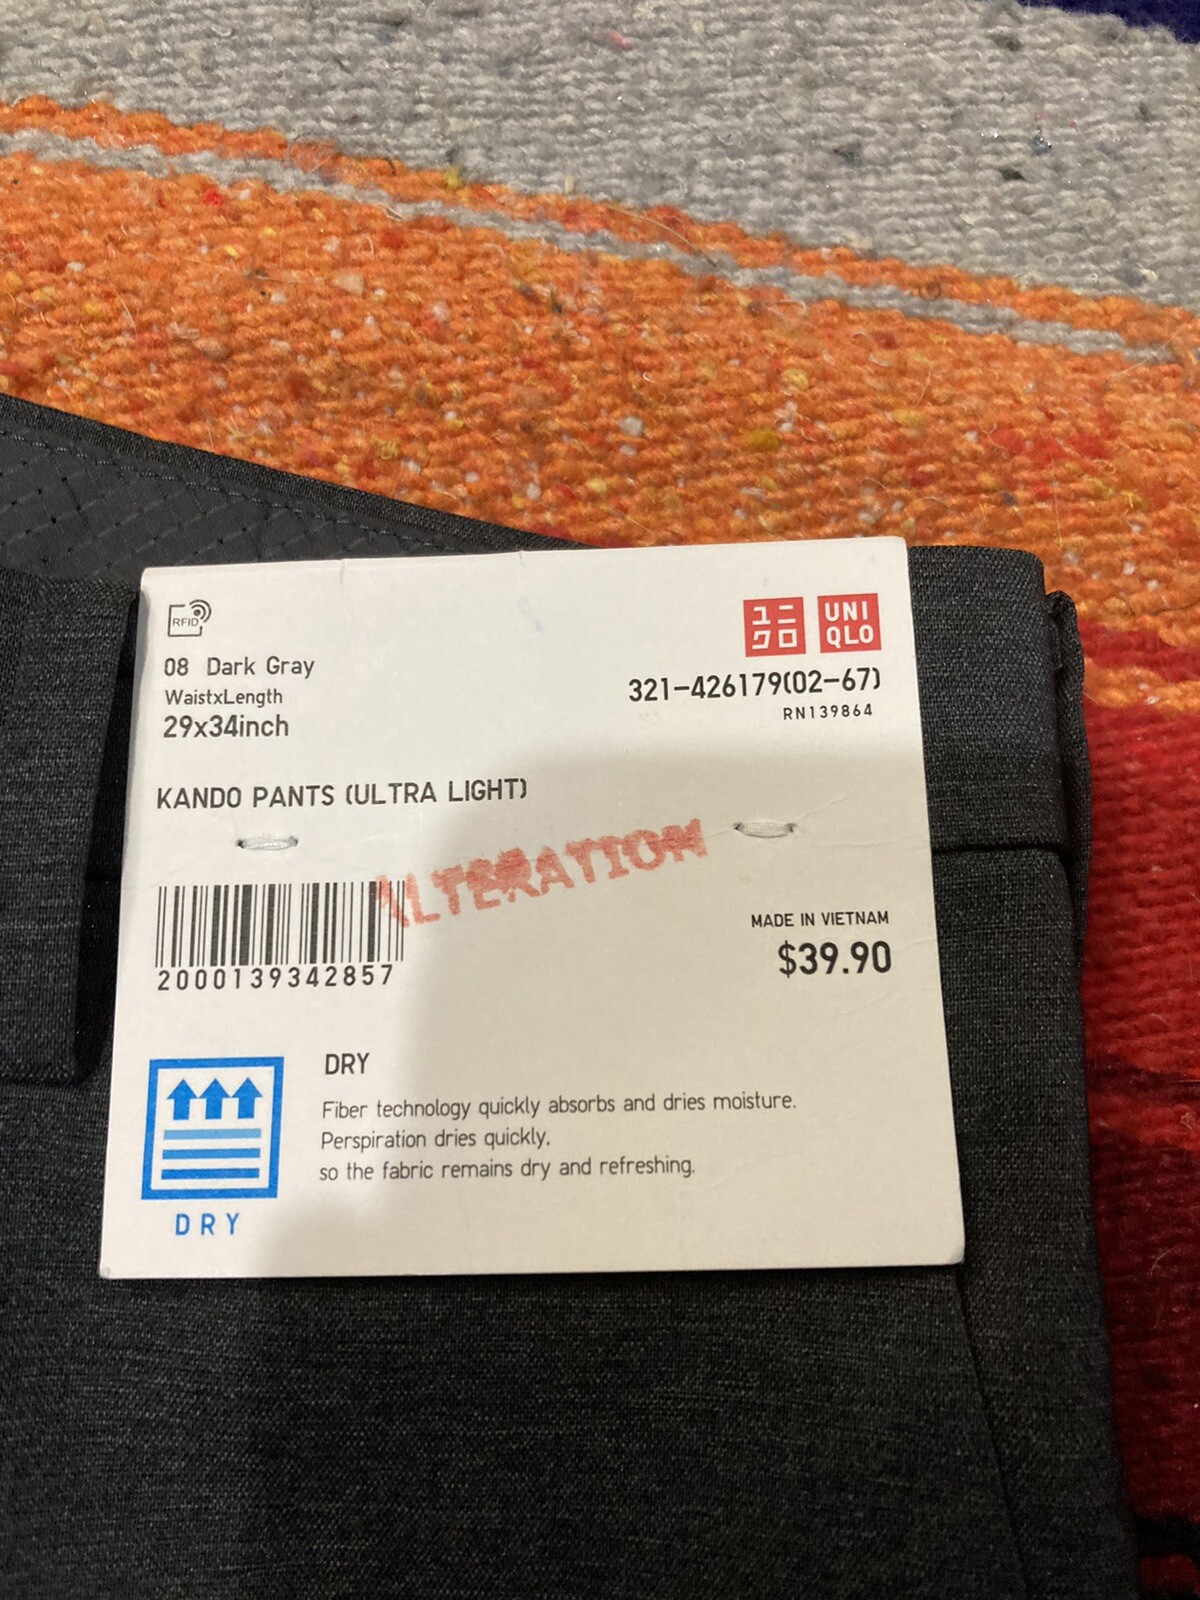 RFID
ユニ
クロ
UNI
QLO
08 Dark Gray
WaistxLength
29x34inch
321-426179(02-67)
RN139864
KANDO PANTS (ULTRA LIGHT)
ALTERATION
2000139342857
MADE IN VIETNAM
$39.90
DRY
Fiber technology quickly absorbs and dries moisture.
Perspiration dries quickly,
so the fabric remains dry and refreshing.
DRY